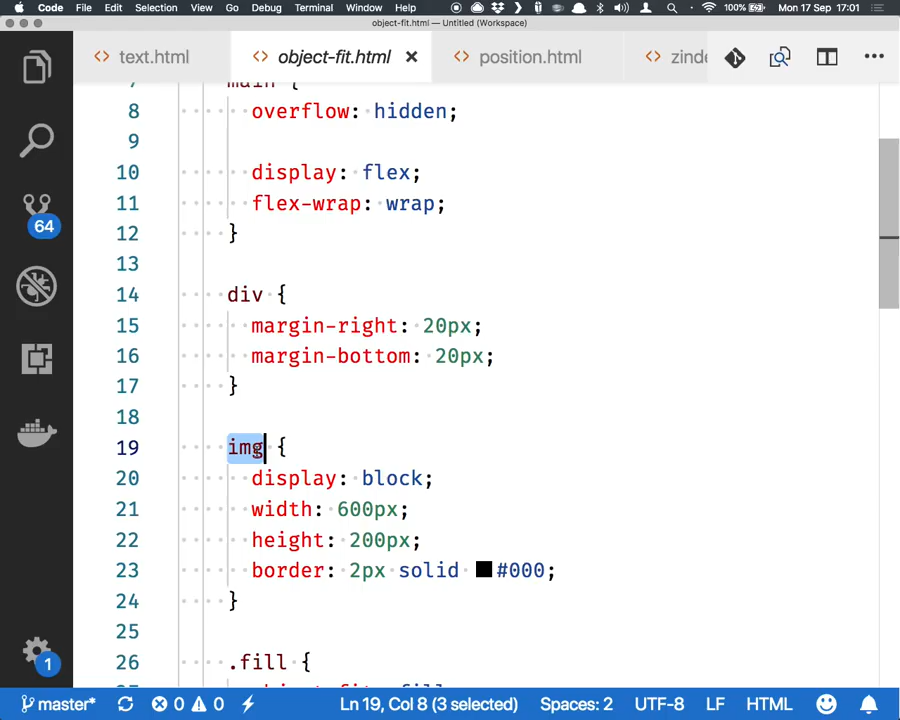 Code File Edit Selection View Go Debug Terminal Window Help 100% Mon 17 Sep 17:01
object-fit.html — Untitled (Workspace)
text.html object-fit.html position.html zinde
main {
8 overflow: hidden;
9
10 display: flex;
11 flex-wrap: wrap;
12 }
13
14 div {
15 margin-right: 20px;
16 margin-bottom: 20px;
17 }
18
19 img {
20 display: block;
21 width: 600px;
22 height: 200px;
23 border: 2px solid #000;
24 }
25
26 .fill {
64
1
master* 0 0 Ln 19, Col 8 (3 selected) Spaces: 2 UTF-8 LF HTML